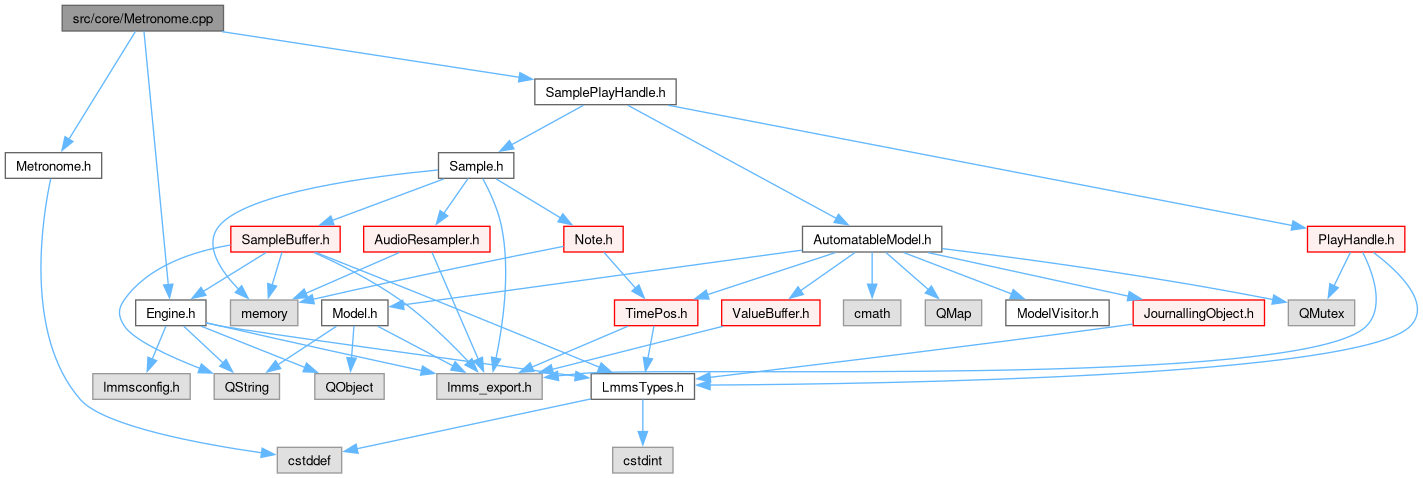 src/core/Metronome.cpp
SamplePlayHandle.h
Metronome.h
Sample.h
SampleBuffer.h
AudioResampler.h
Note.h
AutomatableModel.h
PlayHandle.h
Engine.h
memory
Model.h
TimePos.h
ValueBuffer.h
cmath
QMap
ModelVisitor.h
JournallingObject.h
QMutex
lmmsconfig.h
QString
QObject
lmms_export.h
LmmsTypes.h
cstddef
cstdint